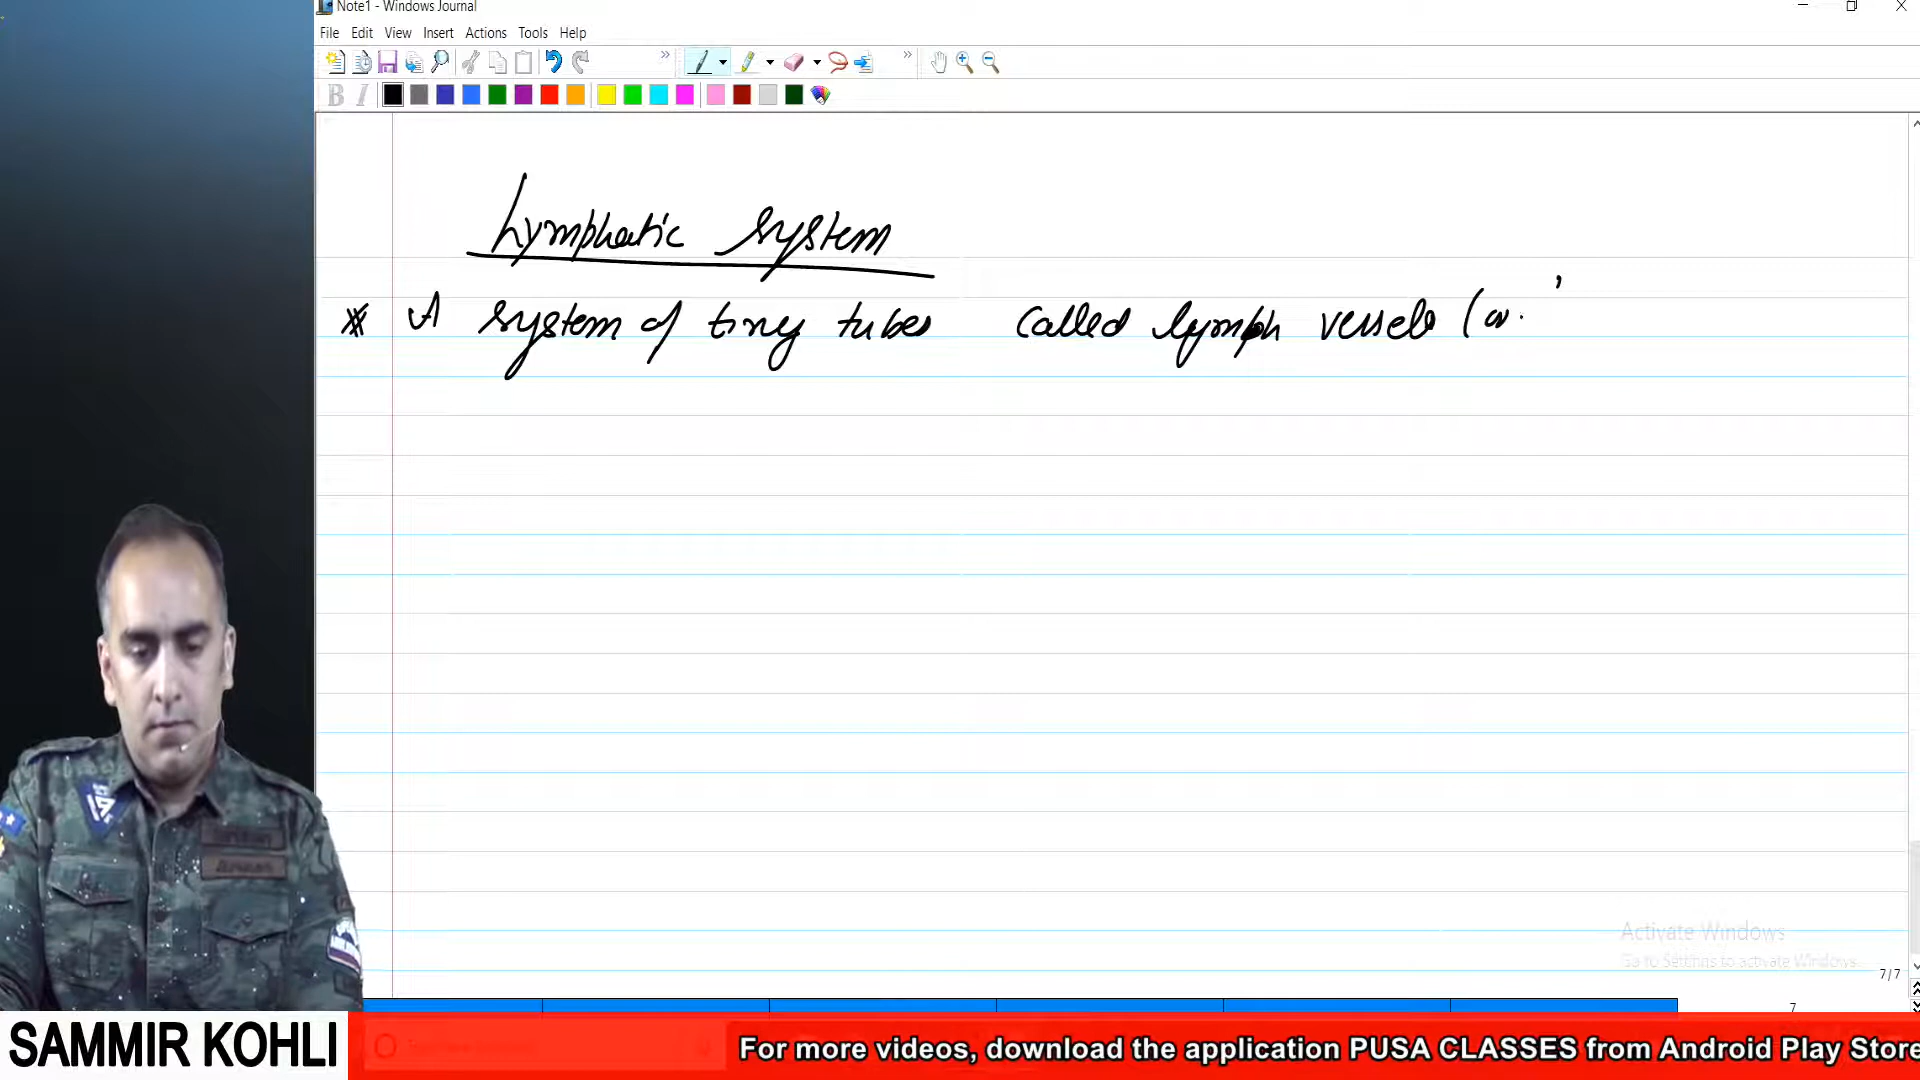 Note1 - Windows Journal
File Edit View Insert Actions Tools Help
B I
Lymphatic system
* A system of tiny tubes called lymph vessels (or
Activate Windows
Go to Settings to activate Windows.
7/7
7
SAMMIR KOHLI
For more videos, download the application PUSA CLASSES from Android Play Store